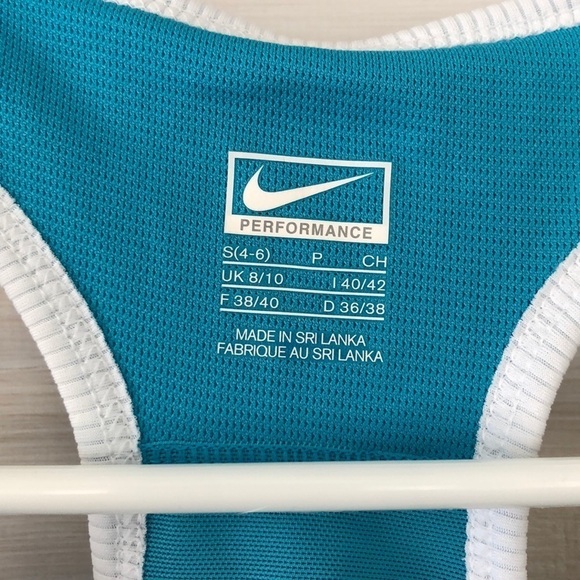 PERFORMANCE
S(4-6) P CH
UK 8/10 I 40/42
F 38/40 D 36/38
MADE IN SRI LANKA
FABRIQUE AU SRI LANKA